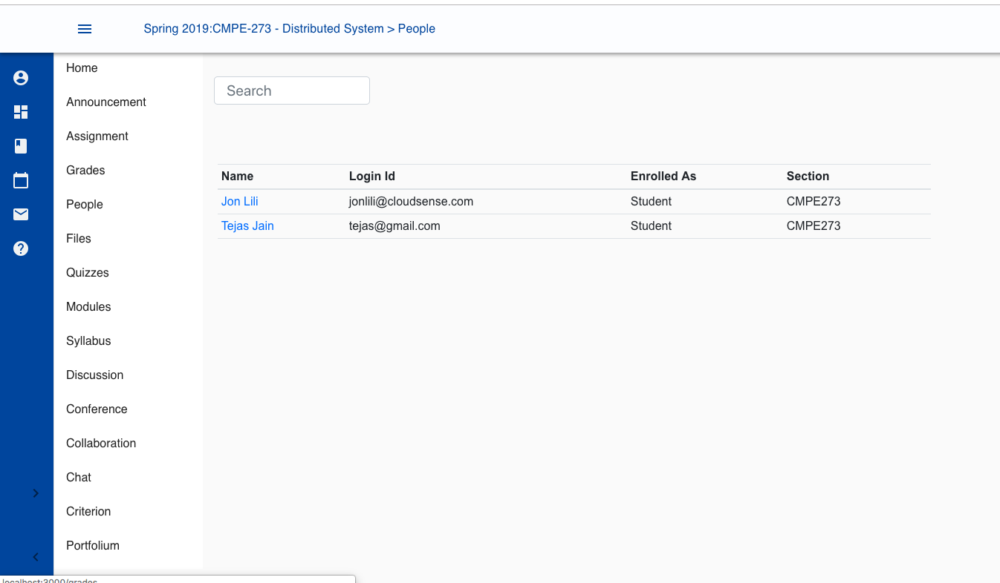 Spring 2019:CMPE-273 - Distributed System > People
Home
Announcement
Assignment
Grades
People
Files
Quizzes
Modules
Syllabus
Discussion
Conference
Collaboration
Chat
Criterion
Portfolium
Search
Name Login Id Enrolled As Section
Jon Lili jonlili@cloudsense.com Student CMPE273
Tejas Jain tejas@gmail.com Student CMPE273
localhost:3000/grades